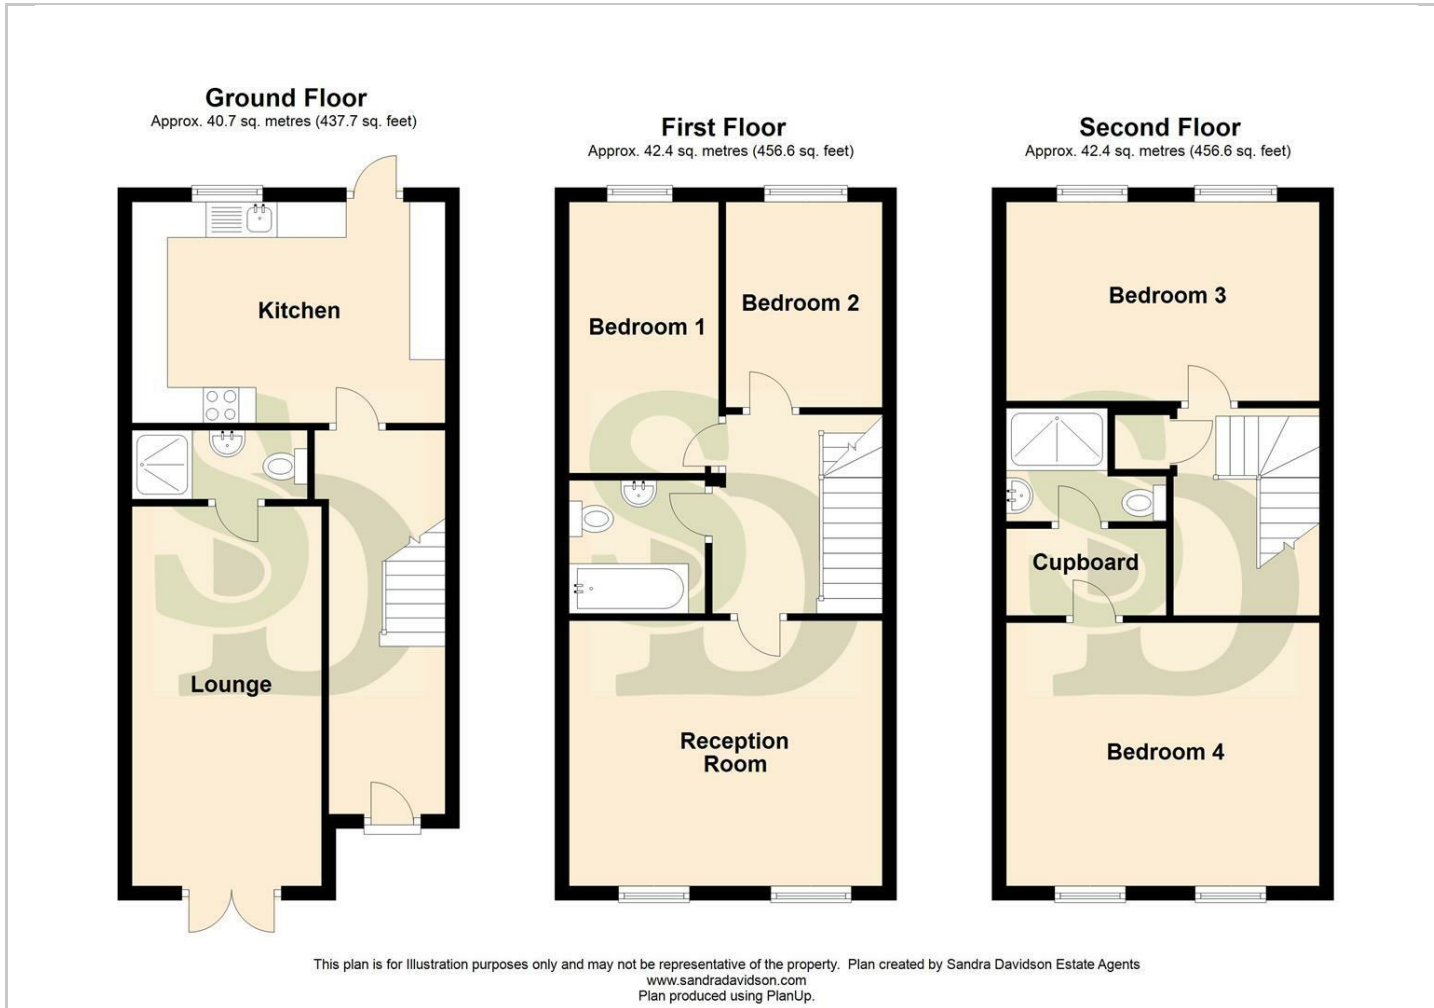 Ground Floor
Approx. 40.7 sq. metres (437.7 sq. feet)
Kitchen
Lounge
First Floor
Approx. 42.4 sq. metres (456.6 sq. feet)
Bedroom 1
Bedroom 2
Reception
Room
Second Floor
Approx. 42.4 sq. metres (456.6 sq. feet)
Bedroom 3
Cupboard
Bedroom 4
SD
SD
SD
This plan is for Illustration purposes only and may not be representative of the property. Plan created by Sandra Davidson Estate Agents
www.sandradavidson.com
Plan produced using PlanUp.